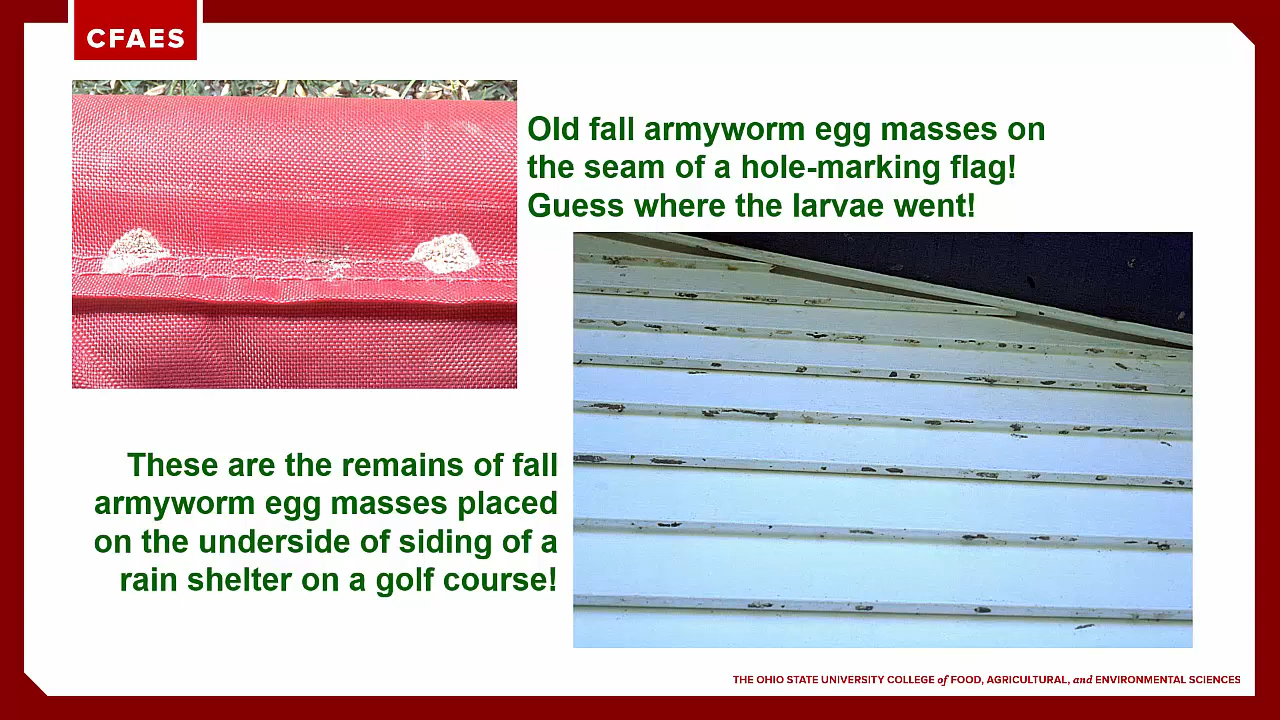 CFAES
Old fall armyworm egg masses on
the seam of a hole-marking flag!
Guess where the larvae went!
These are the remains of fall
armyworm egg masses placed
on the underside of siding of a
rain shelter on a golf course!
THE OHIO STATE UNIVERSITY COLLEGE of FOOD, AGRICULTURAL, and ENVIRONMENTAL SCIENCES